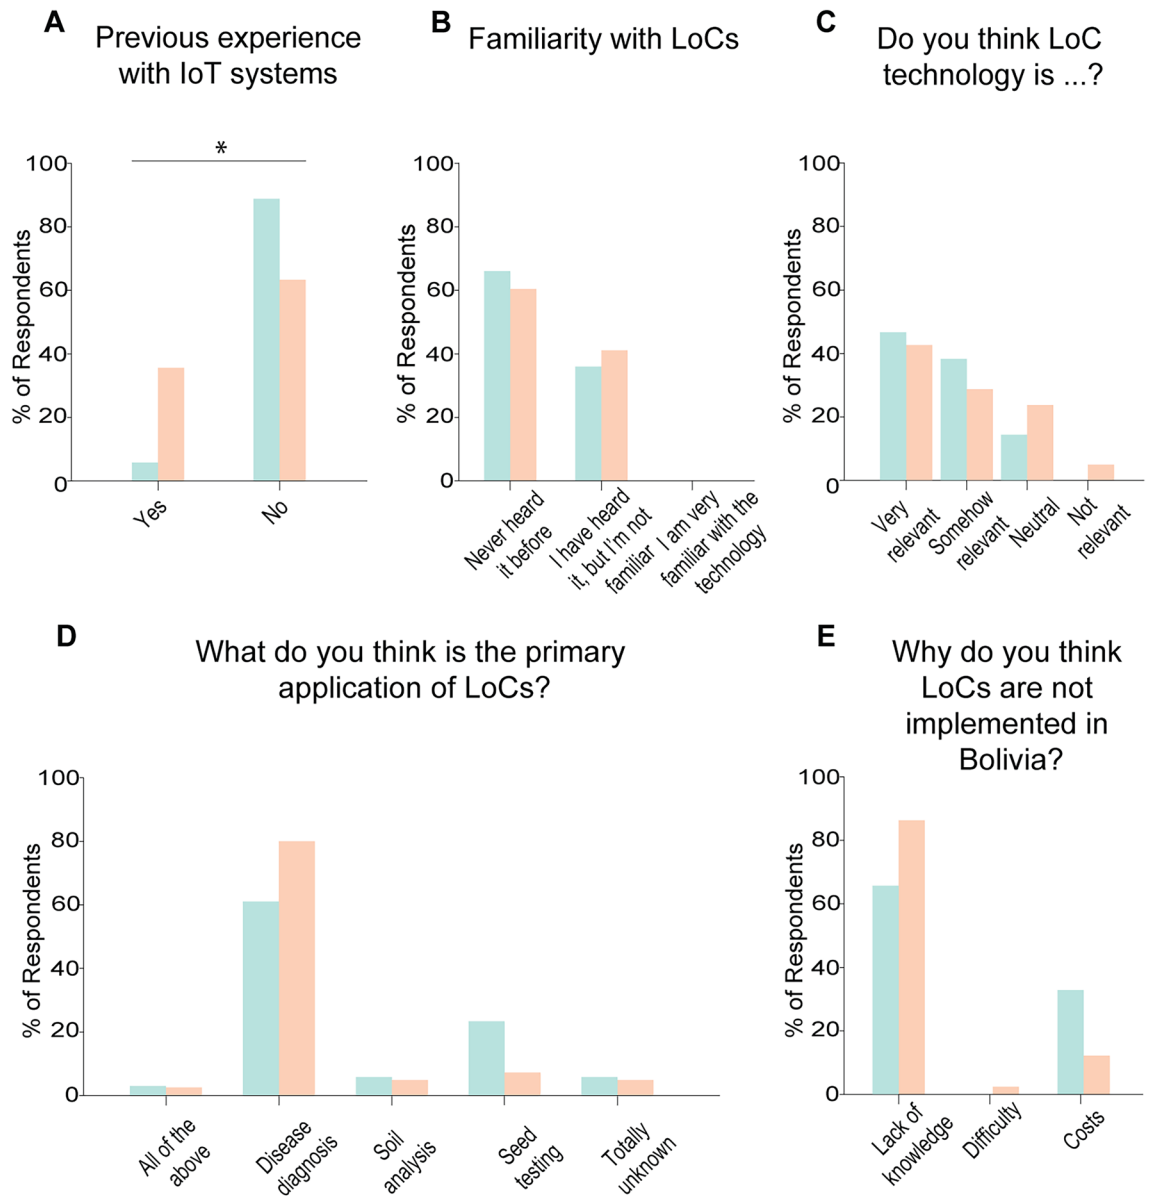 A
Previous experience
with IoT systems
*
100
80
60
40
20
0
% of Respondents
Yes
No
B
Familiarity with LoCs
100
80
60
40
20
0
% of Respondents
Never heard
it before
I have heard
it, but I'm not
familiar
I am very
familiar with the
technology
C
Do you think LoC
technology is ...?
100
80
60
40
20
0
% of Respondents
Very
relevant
Somehow
relevant
Neutral
Not
relevant
D
What do you think is the primary
application of LoCs?
100
80
60
40
20
0
% of Respondents
All of the
above
Disease
diagnosis
Soil
analysis
Seed
testing
Totally
unknown
E
Why do you think
LoCs are not
implemented in
Bolivia?
100
80
60
40
20
0
% of Respondents
Lack of
knowledge
Difficulty
Costs